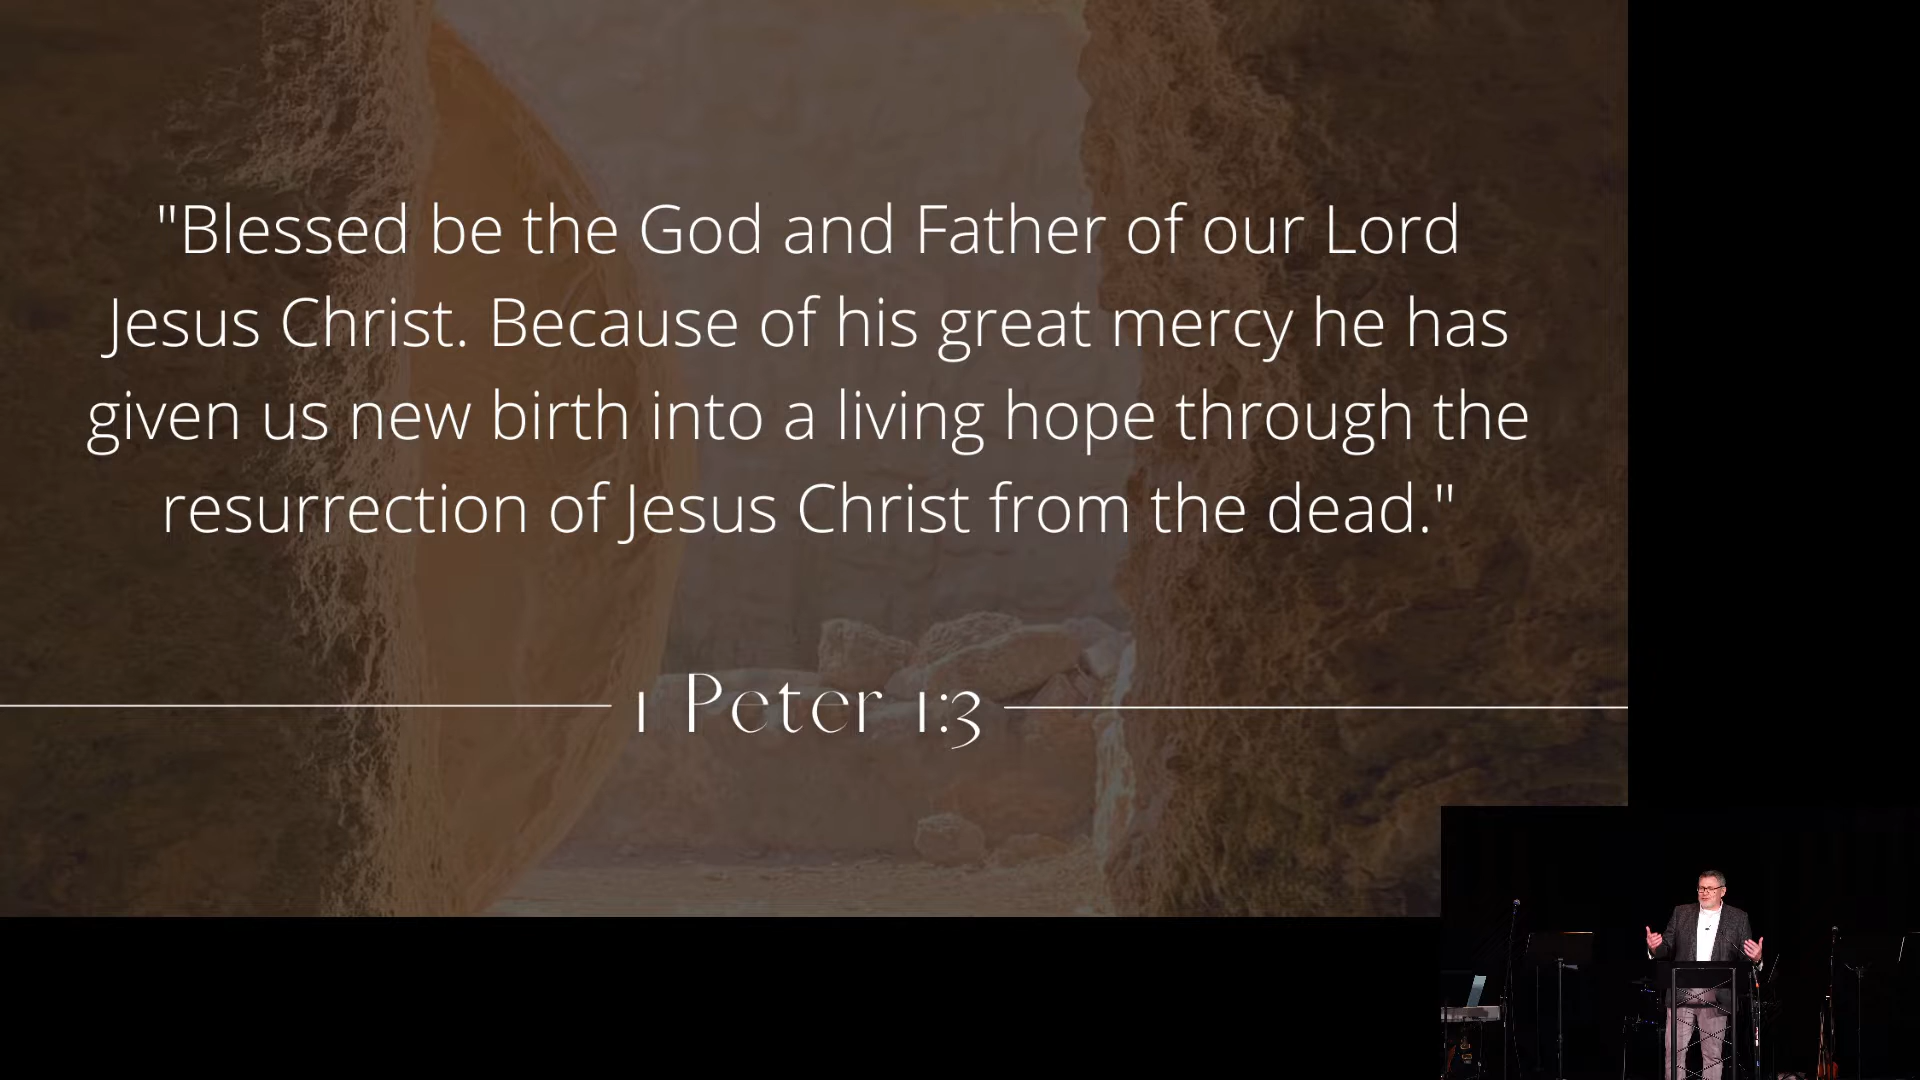 "Blessed be the God and Father of our Lord
Jesus Christ. Because of his great mercy he has
given us new birth into a living hope through the
resurrection of Jesus Christ from the dead."
1 Peter 1:3